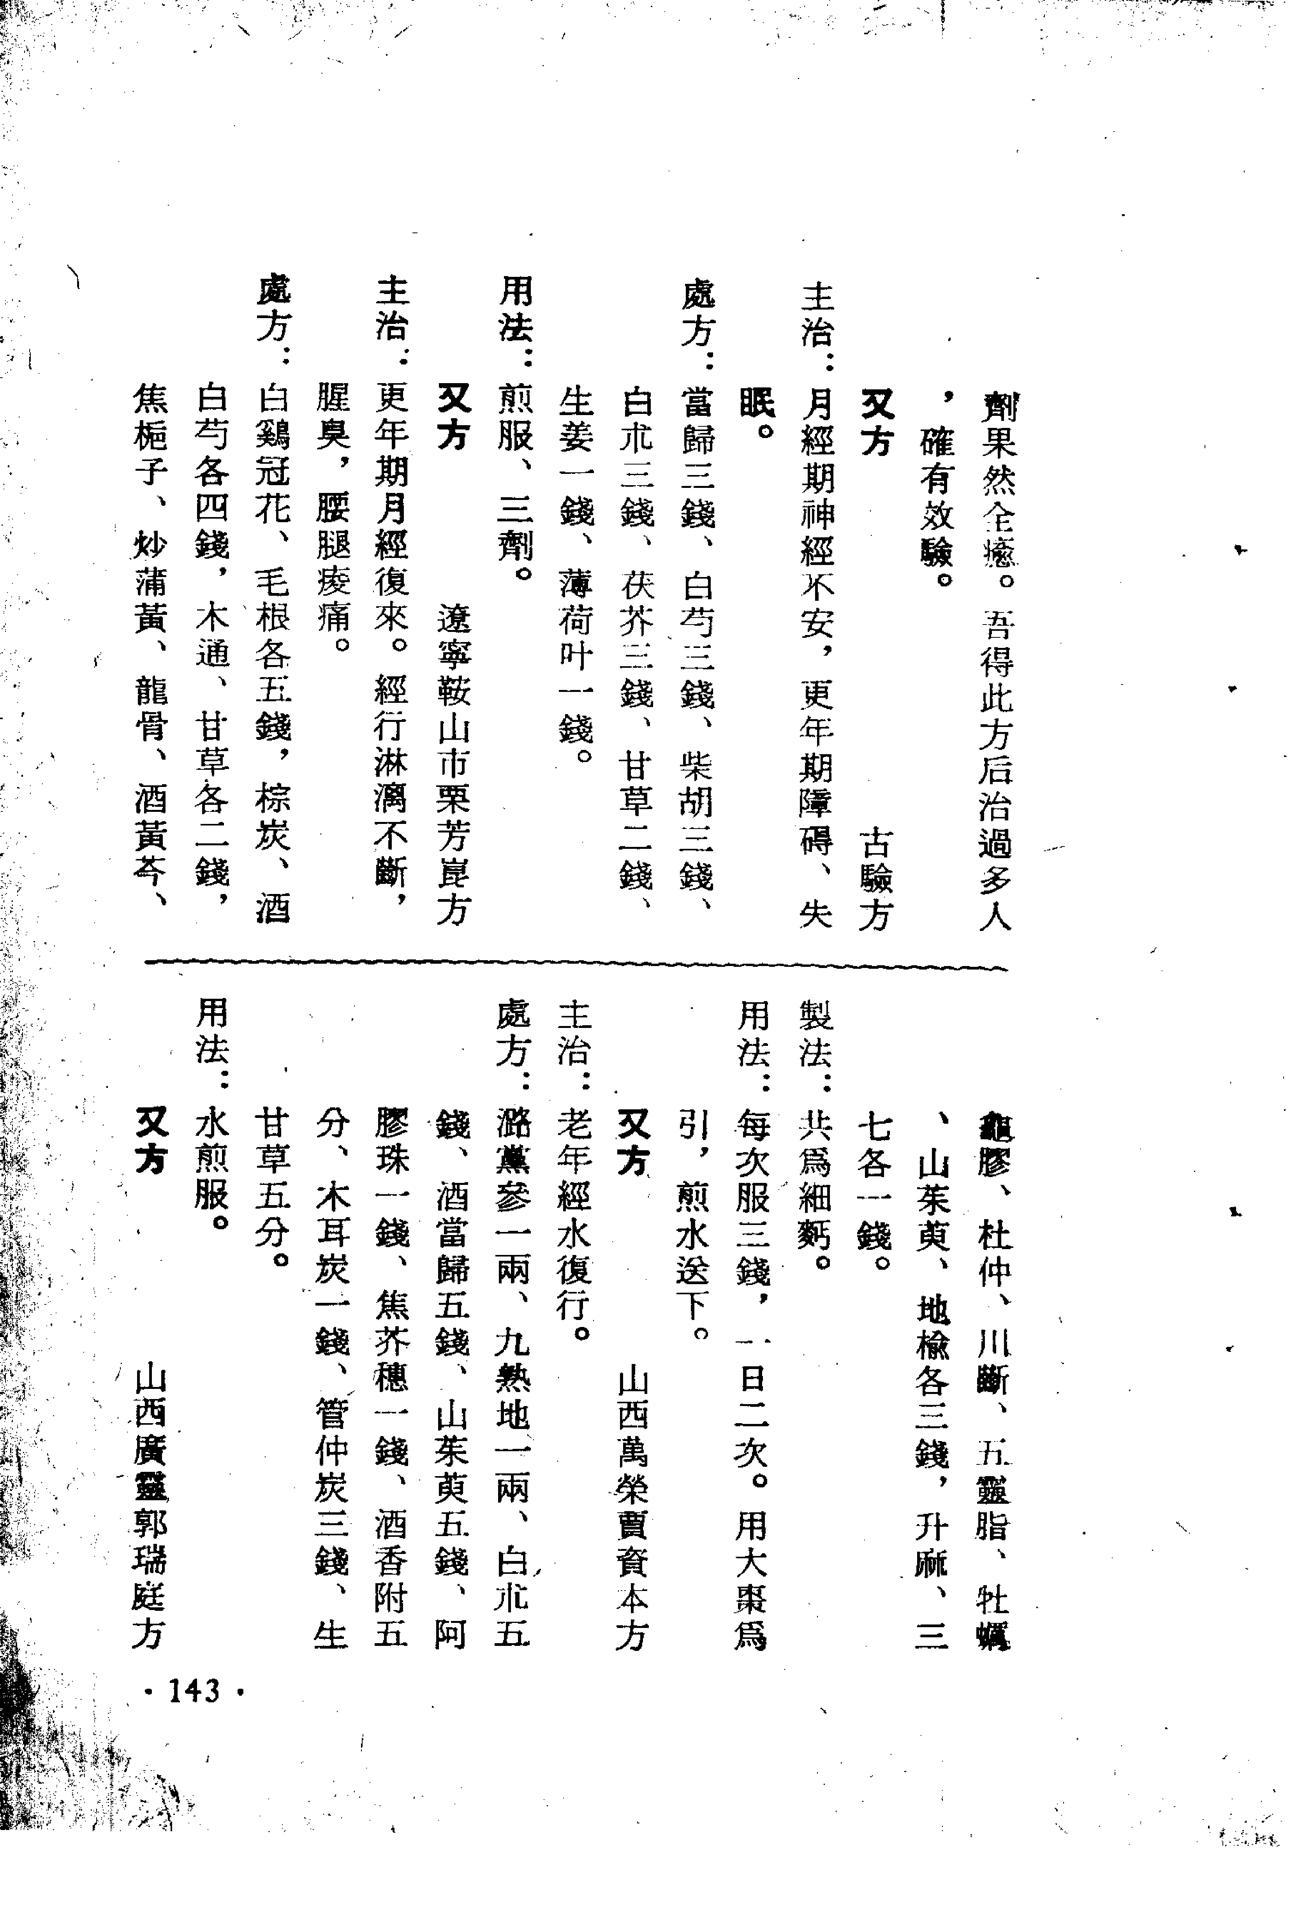 劑果然全癒。吾得此方后治過多人
，確有效驗。
又方　古驗方
主治：月經期神經不安，更年期障碍、失
眠。
處方：當歸三錢、白芍三錢、柴胡三錢、
白朮三錢、茯芥三錢、甘草二錢、
生姜一錢、薄荷叶一錢。
用法：煎服、三劑。
又方　遼寧鞍山市栗芳崑方
主治：更年期月經復來。經行淋漓不斷，
腥臭，腰腿痠痛。
處方：白鷄冠花、毛根各五錢，棕炭、酒
白芍各四錢，木通、甘草各二錢，
焦梔子、炒蒲黃、龍骨、酒黃芩、
龜膠、杜仲、川斷、五靈脂、牡蠣
、山茱萸、地榆各三錢，升麻、三
七各一錢。
製法：共爲細麪。
用法：每次服三錢，一日二次。用大棗爲
引，煎水送下。
又方　山西萬榮賈資本方
主治：老年經水復行。
處方：潞黨參一兩、九熟地一兩、白朮五
錢、酒當歸五錢、山茱萸五錢、阿
膠珠一錢、焦芥穗一錢、酒香附五
分、木耳炭一錢、管仲炭三錢、生
甘草五分。
用法：水煎服。
又方　山西廣靈郭瑞庭方
· 143 ·